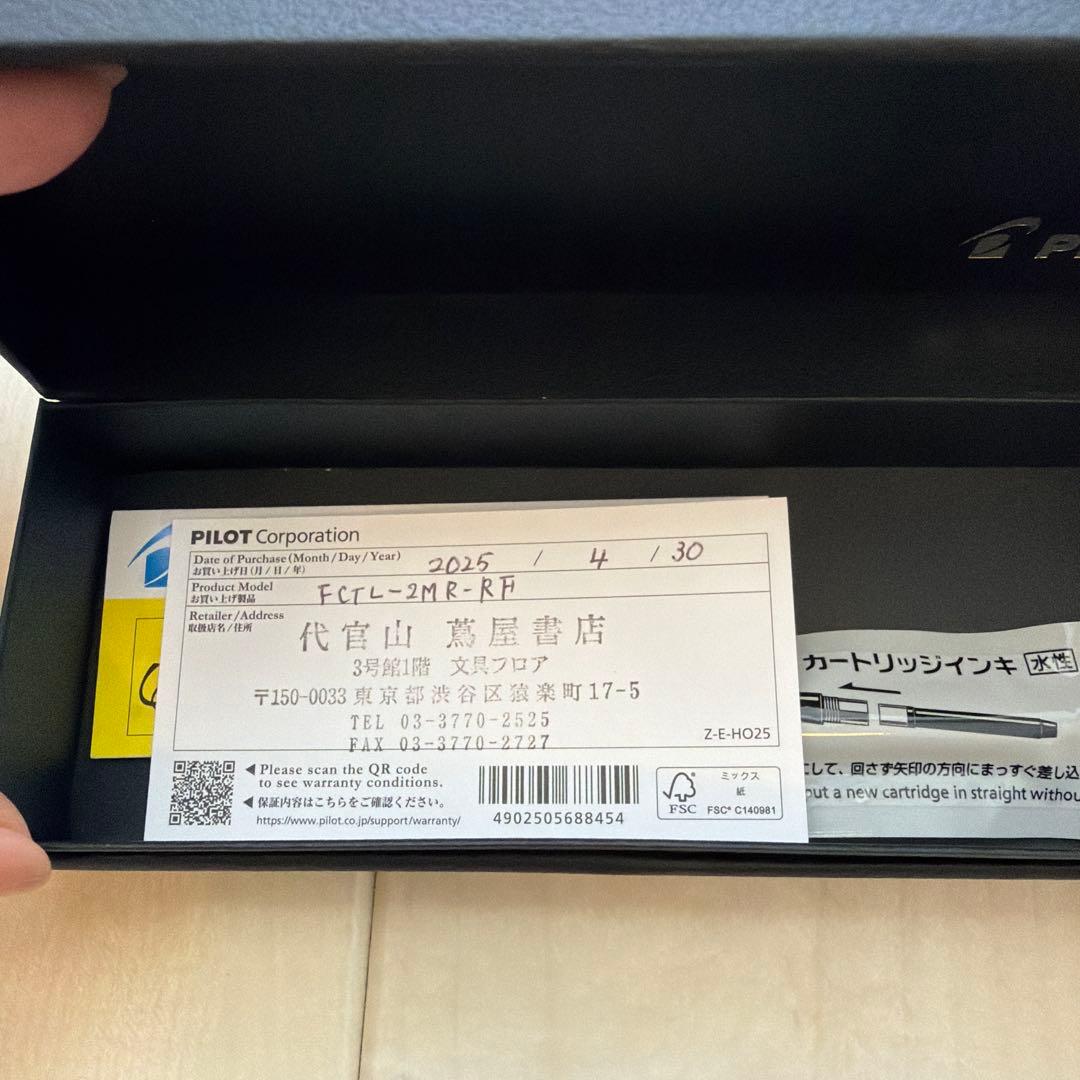 PILOT Corporation
Date of Purchase (Month/Day/Year) 2025 / 4 / 30
お買い上げ日(月/日/年)
Product Model FCTL-2MR-RF
お買い上げ製品
Retailer/Address
取扱店名/住所
代官山 蔦屋書店
3号館1階 文具フロア
〒150-0033 東京都渋谷区猿楽町17-5
TEL 03-3770-2525
FAX 03-3770-2727
Z-E-HO25
◀ Please scan the QR code
to see warranty conditions.
◀ 保証内容はこちらをご確認ください。
https://www.pilot.co.jp/support/warranty/
4902505688454
FSC
ミックス
紙
FSC® C140981
カートリッジインキ 水性
して、回さず矢印の方向にまっすぐ差し込
put a new cartridge in straight withou